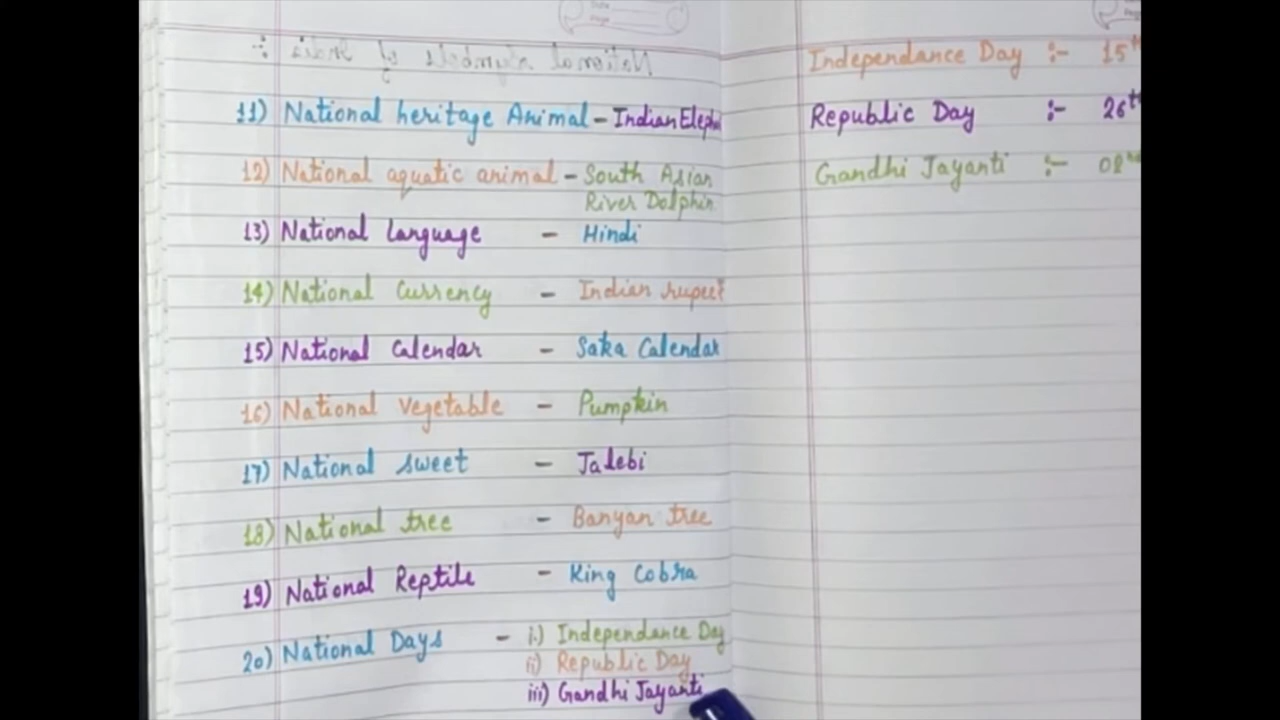 11) National heritage Animal - Indian Eleph
12) National aquatic animal - South Asian
River Dolphin
13) National language - Hindi
14) National Currency - Indian rupee
15) National Calendar - Saka Calendar
16) National Vegetable - Pumpkin
17) National sweet - Jalebi
18) National tree - Banyan tree
19) National Reptile - King Cobra
20) National Days - i.) Independance Day
ii) Republic Day
iii) Gandhi Jayanti
Independance Day :- 15th
Republic Day :- 26th
Gandhi Jayanti :-